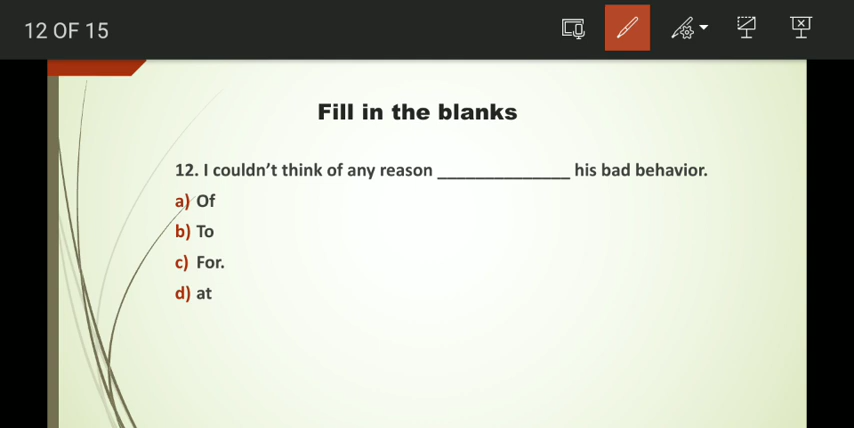 12 OF 15
Fill in the blanks
12. I couldn't think of any reason ______________ his bad behavior.
a) Of
b) To
c) For.
d) at